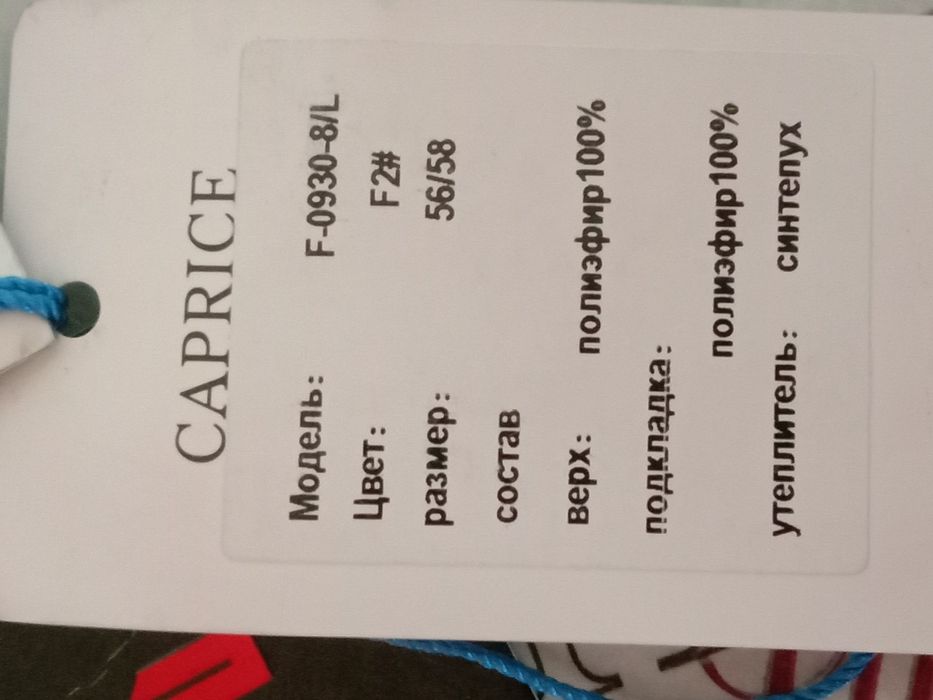 CAPRICE
Модель: F-0930-8/L
Цвет: F2#
размер: 56/58
состав
верх: полиэфир100%
подкладка:
полиэфир100%
утеплитель: синтепух